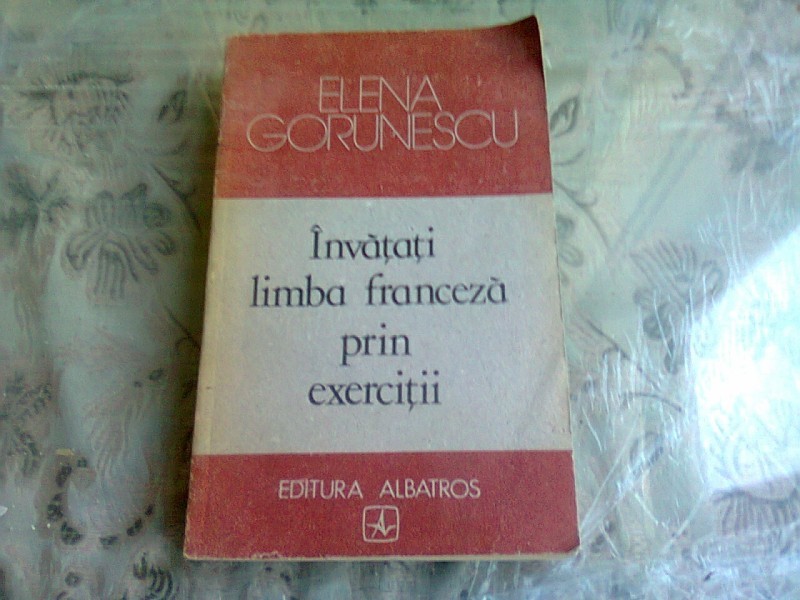 ELENA
GORUNESCU
Învățați
limba franceză
prin
exerciții
EDITURA ALBATROS